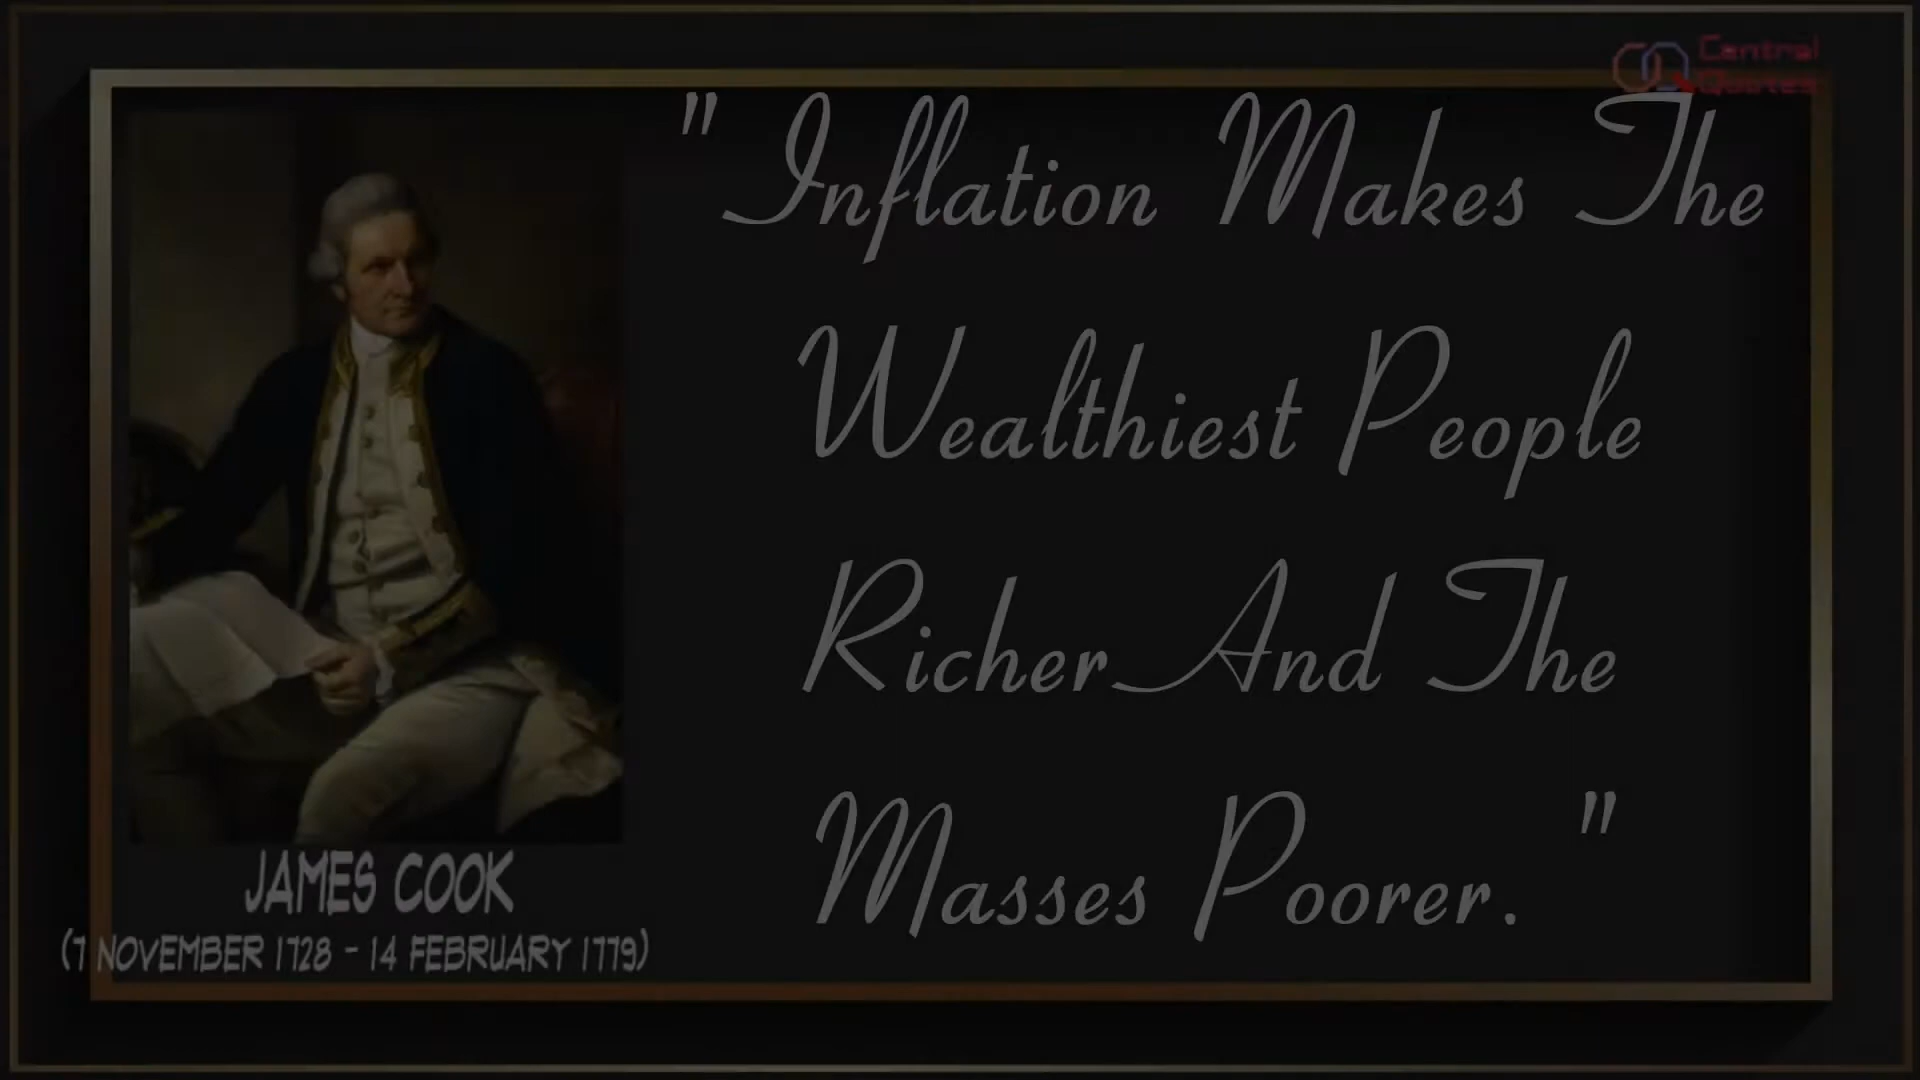 Central
Quotes
" Inflation Makes The
Wealthiest People
Richer And The
Masses Poorer. "
JAMES COOK
(7 NOVEMBER 1728 - 14 FEBRUARY 1779)